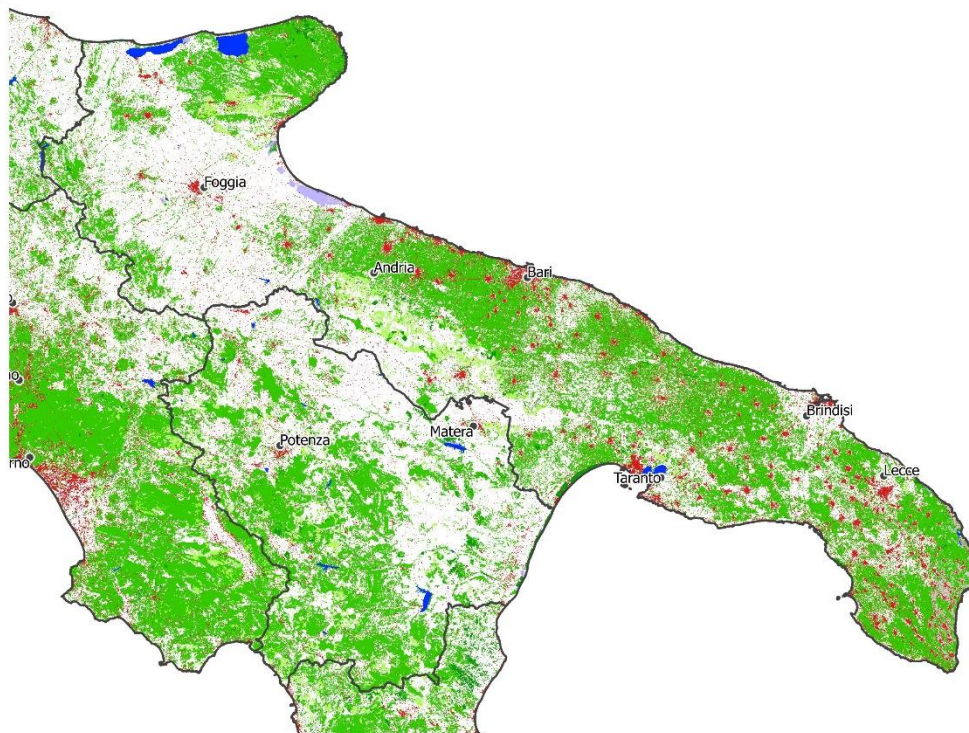 Foggia
Andria
Bari
Brindisi
Matera
Potenza
Taranto
Lecce